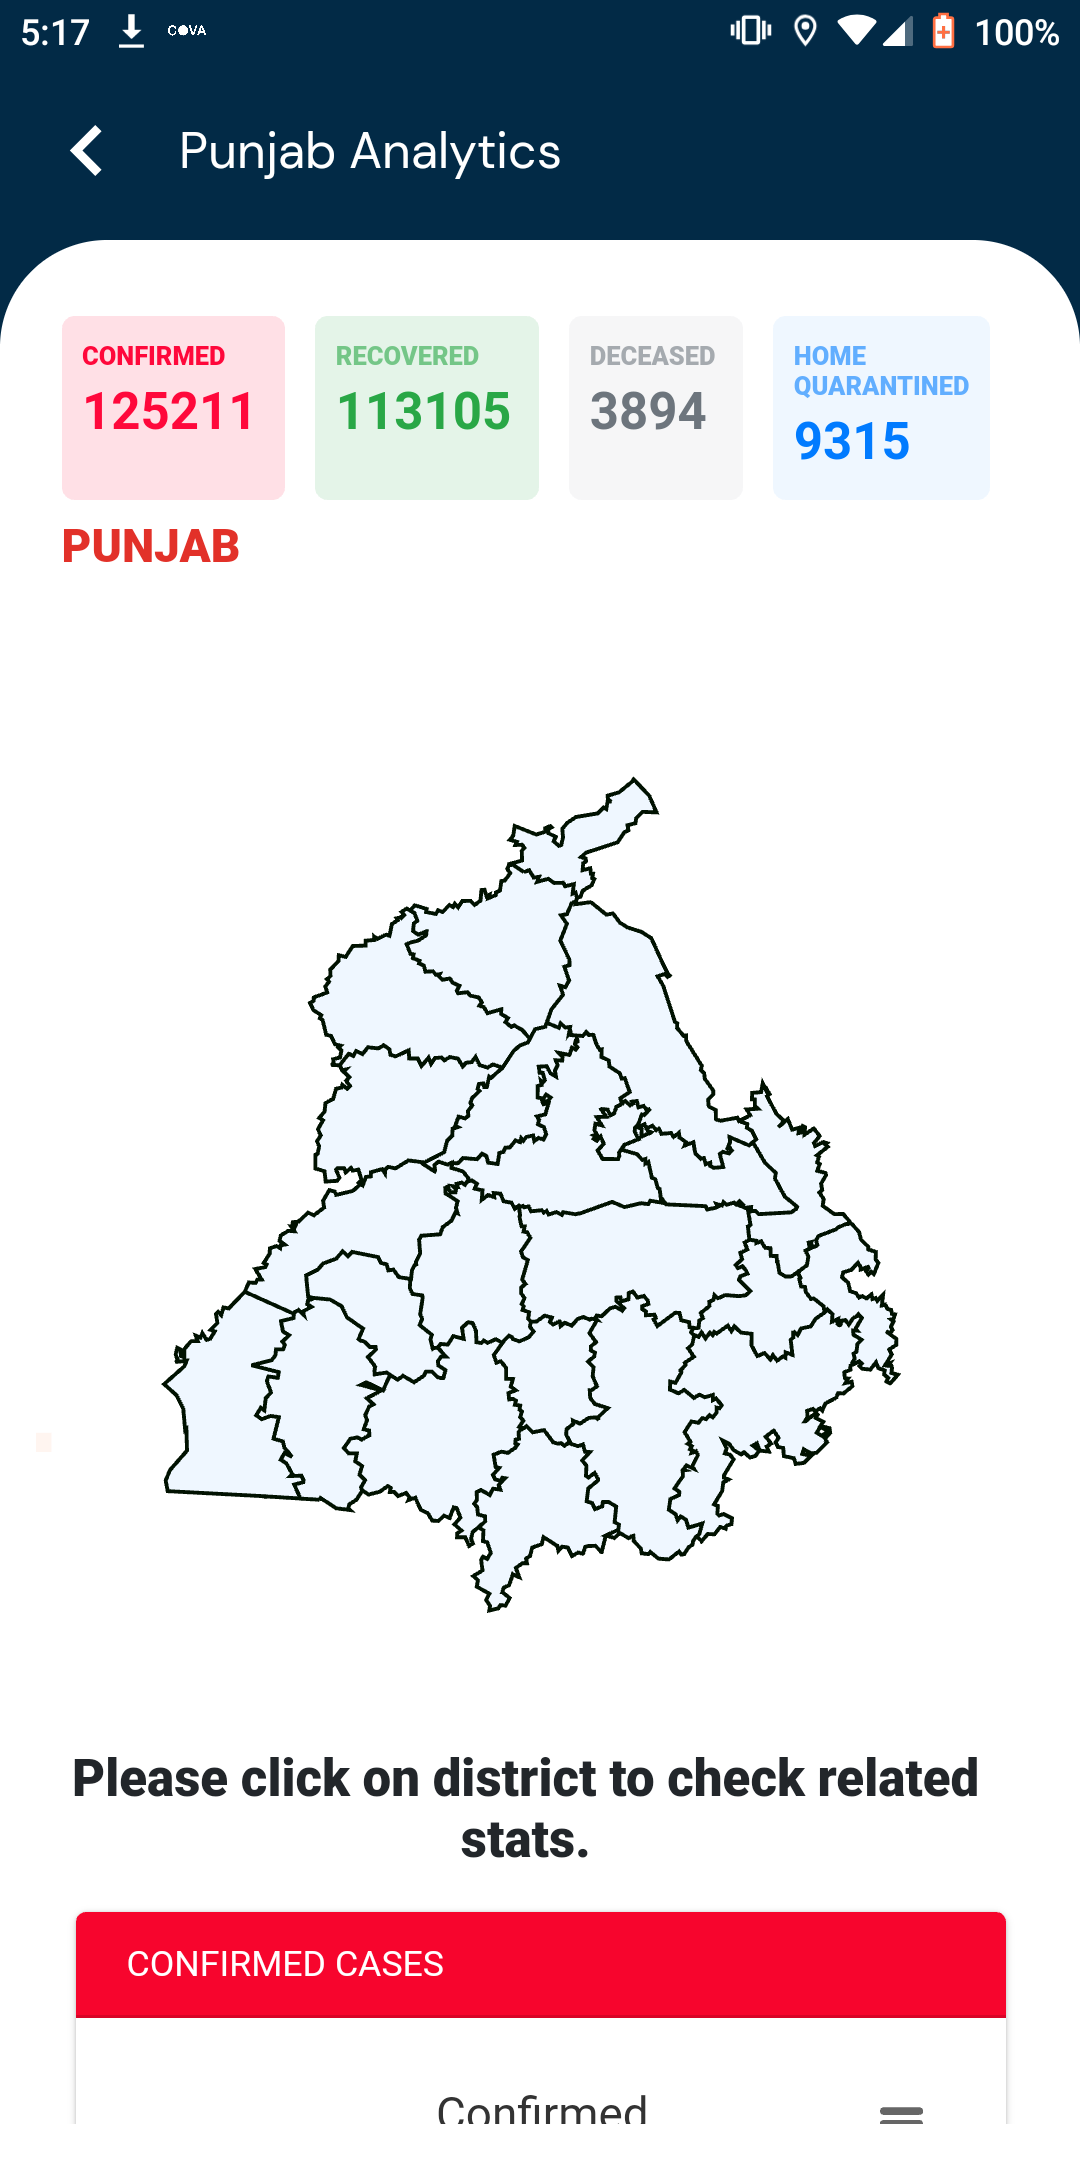 5:17 COVA 100%
Punjab Analytics
CONFIRMED
125211
RECOVERED
113105
DECEASED
3894
HOME
QUARANTINED
9315
PUNJAB
Please click on district to check related
stats.
CONFIRMED CASES
Confirmed